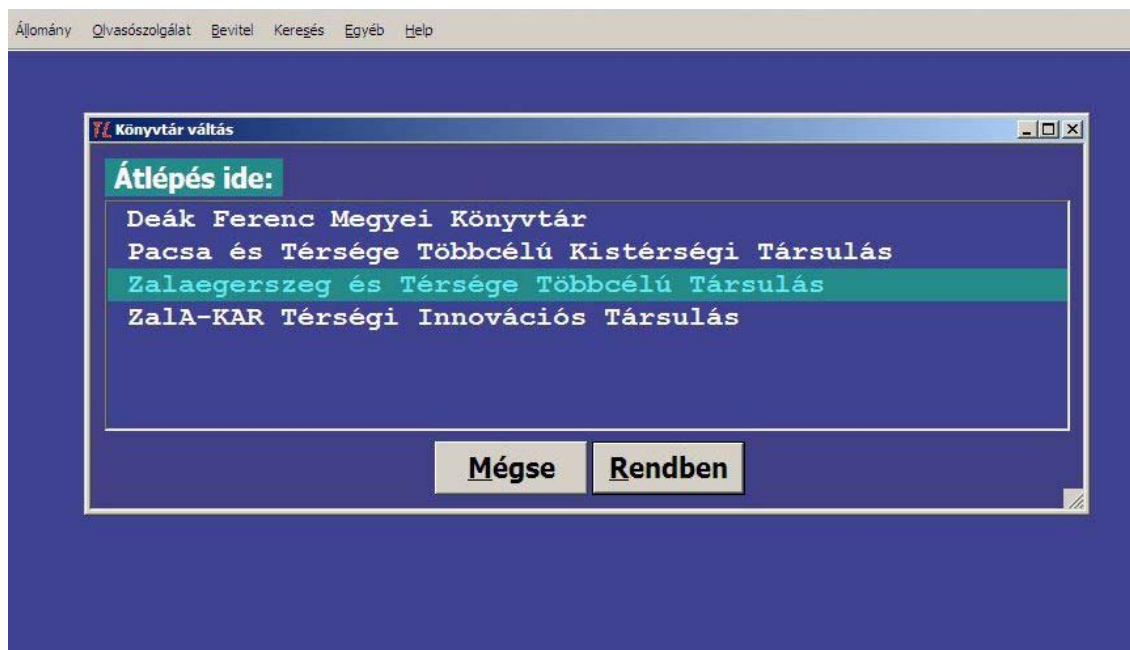 Állomány Olvasószolgálat Bevitel Keresés Egyéb Help
Könyvtár váltás
Átlépés ide:
Deák Ferenc Megyei Könyvtár
Pacsa és Térsége Többcélú Kistérségi Társulás
Zalaegerszeg és Térsége Többcélú Társulás
ZalA-KAR Térségi Innovációs Társulás
Mégse Rendben